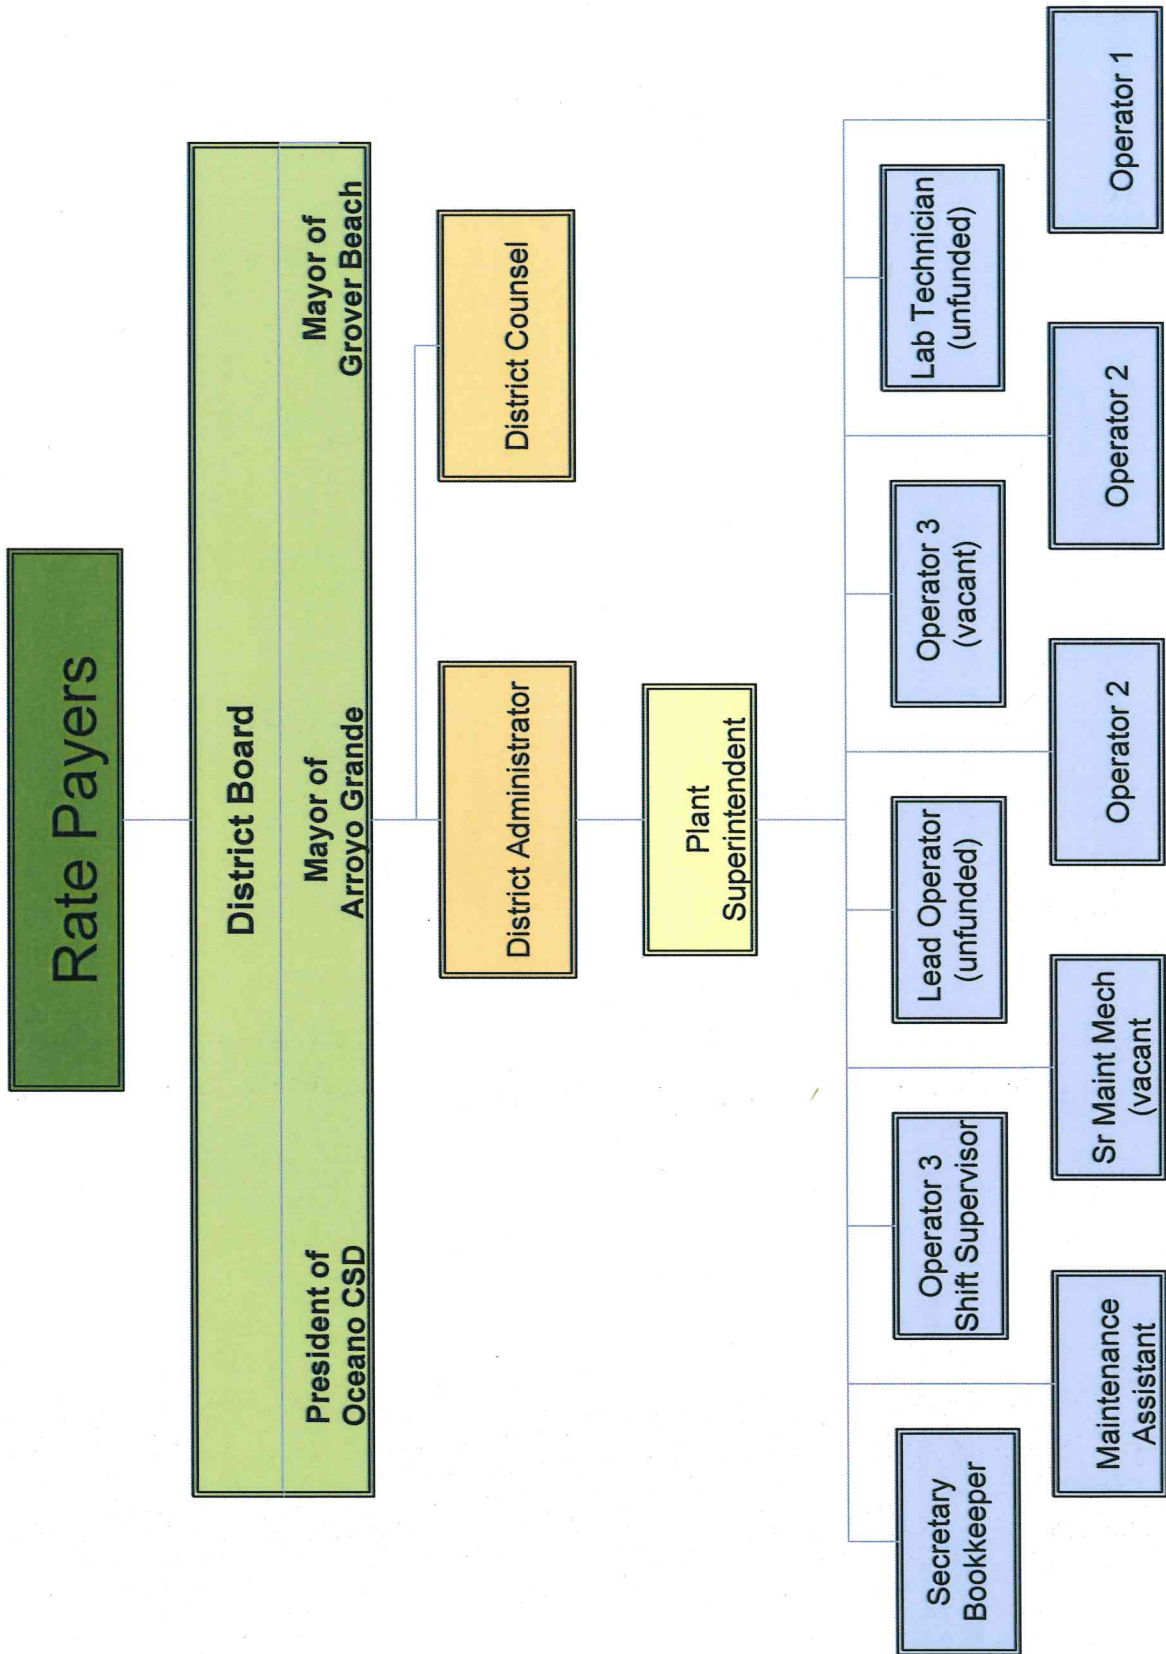 Rate Payers
District Board
President of
Oceano CSD
Mayor of
Arroyo Grande
Mayor of
Grover Beach
District Administrator
District Counsel
Plant
Superintendent
Secretary
Bookkeeper
Operator 3
Shift Supervisor
Lead Operator
(unfunded)
Operator 3
(vacant)
Lab Technician
(unfunded)
Maintenance
Assistant
Sr Maint Mech
(vacant
Operator 2
Operator 2
Operator 1